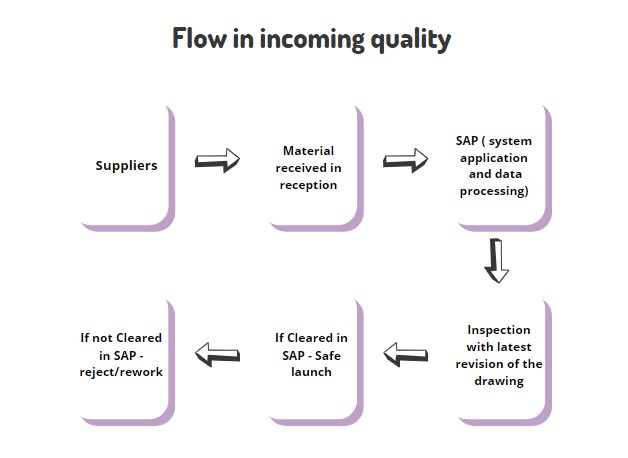 Flow in incoming quality
Suppliers
Material
received in
reception
SAP ( system
application
and data
processing)
Inspection
with latest
revision of the
drawing
If Cleared in
SAP - Safe
launch
If not Cleared
in SAP -
reject/rework